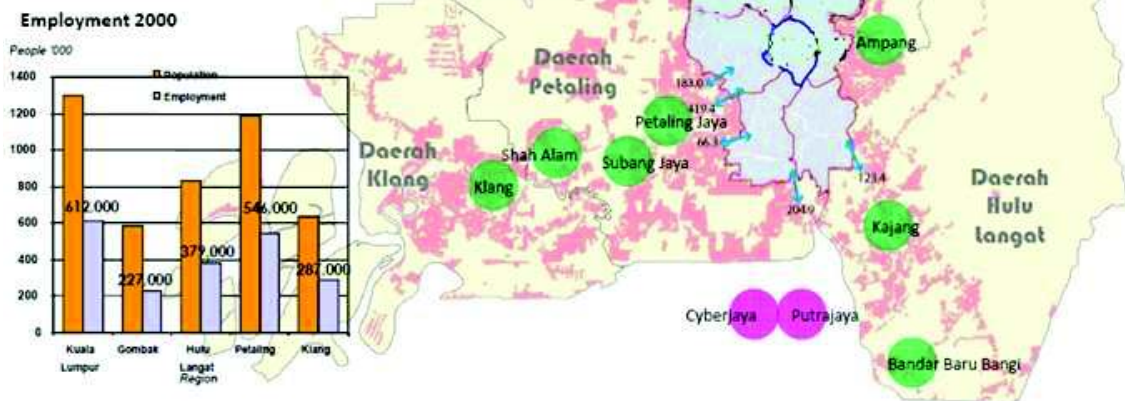 Employment 2000
People '000
1400
1200
1000
800
600
400
200
0
Population
Employment
612,000
227,000
379,000
546,000
287,000
Kuala Lumpur
Gombak
Hulu Langat
Petaling
Klang
Region
Daerah
Petaling
Daerah
Klang
Daerah
Hulu
Langat
Ampang
Petaling Jaya
Shah Alam
Subang Jaya
Klang
Kajang
Cyberjaya
Putrajaya
Bandar Baru Bangi
183.0
419.4
66.3
204.9
123.4